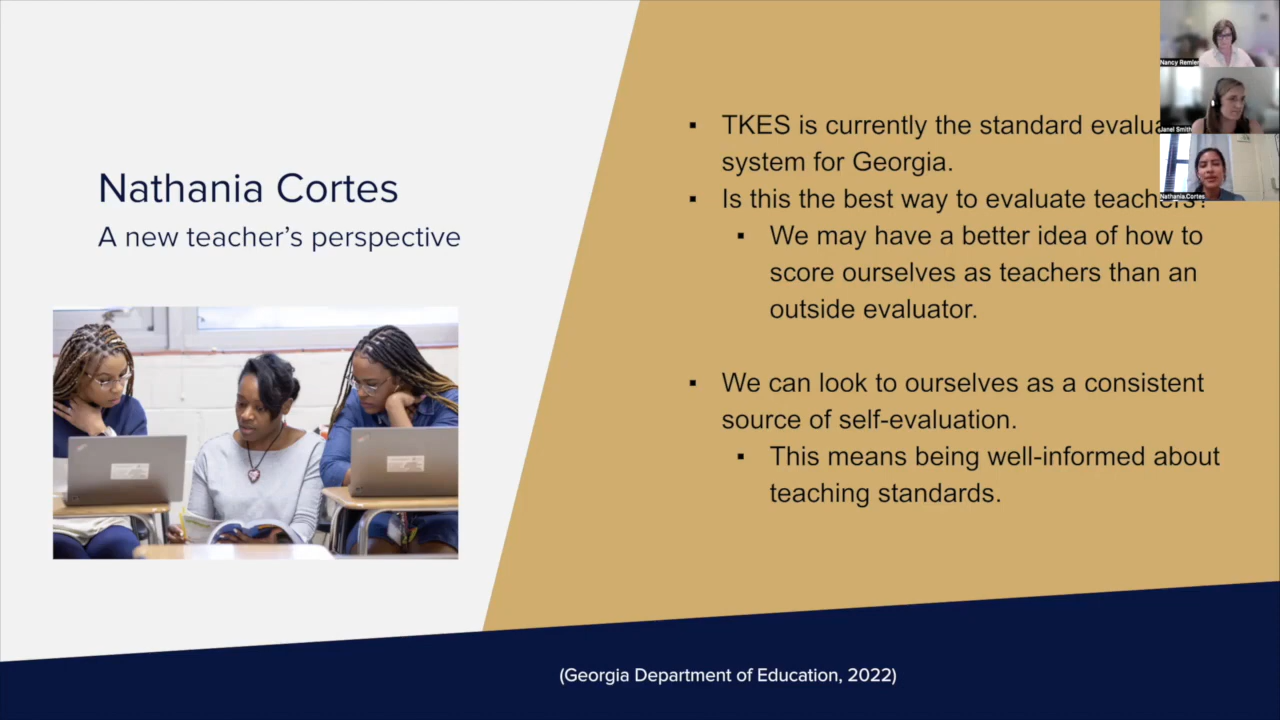 Nathania Cortes
A new teacher's perspective
▪ TKES is currently the standard
system for Georgia.
▪ Is this the best way to evaluate teachers?
▪ We may have a better idea of how to
score ourselves as teachers than an
outside evaluator.
▪ We can look to ourselves as a consistent
source of self-evaluation.
▪ This means being well-informed about
teaching standards.
(Georgia Department of Education, 2022)
Nancy Remler
Janel Smith
Nathania.Cortes